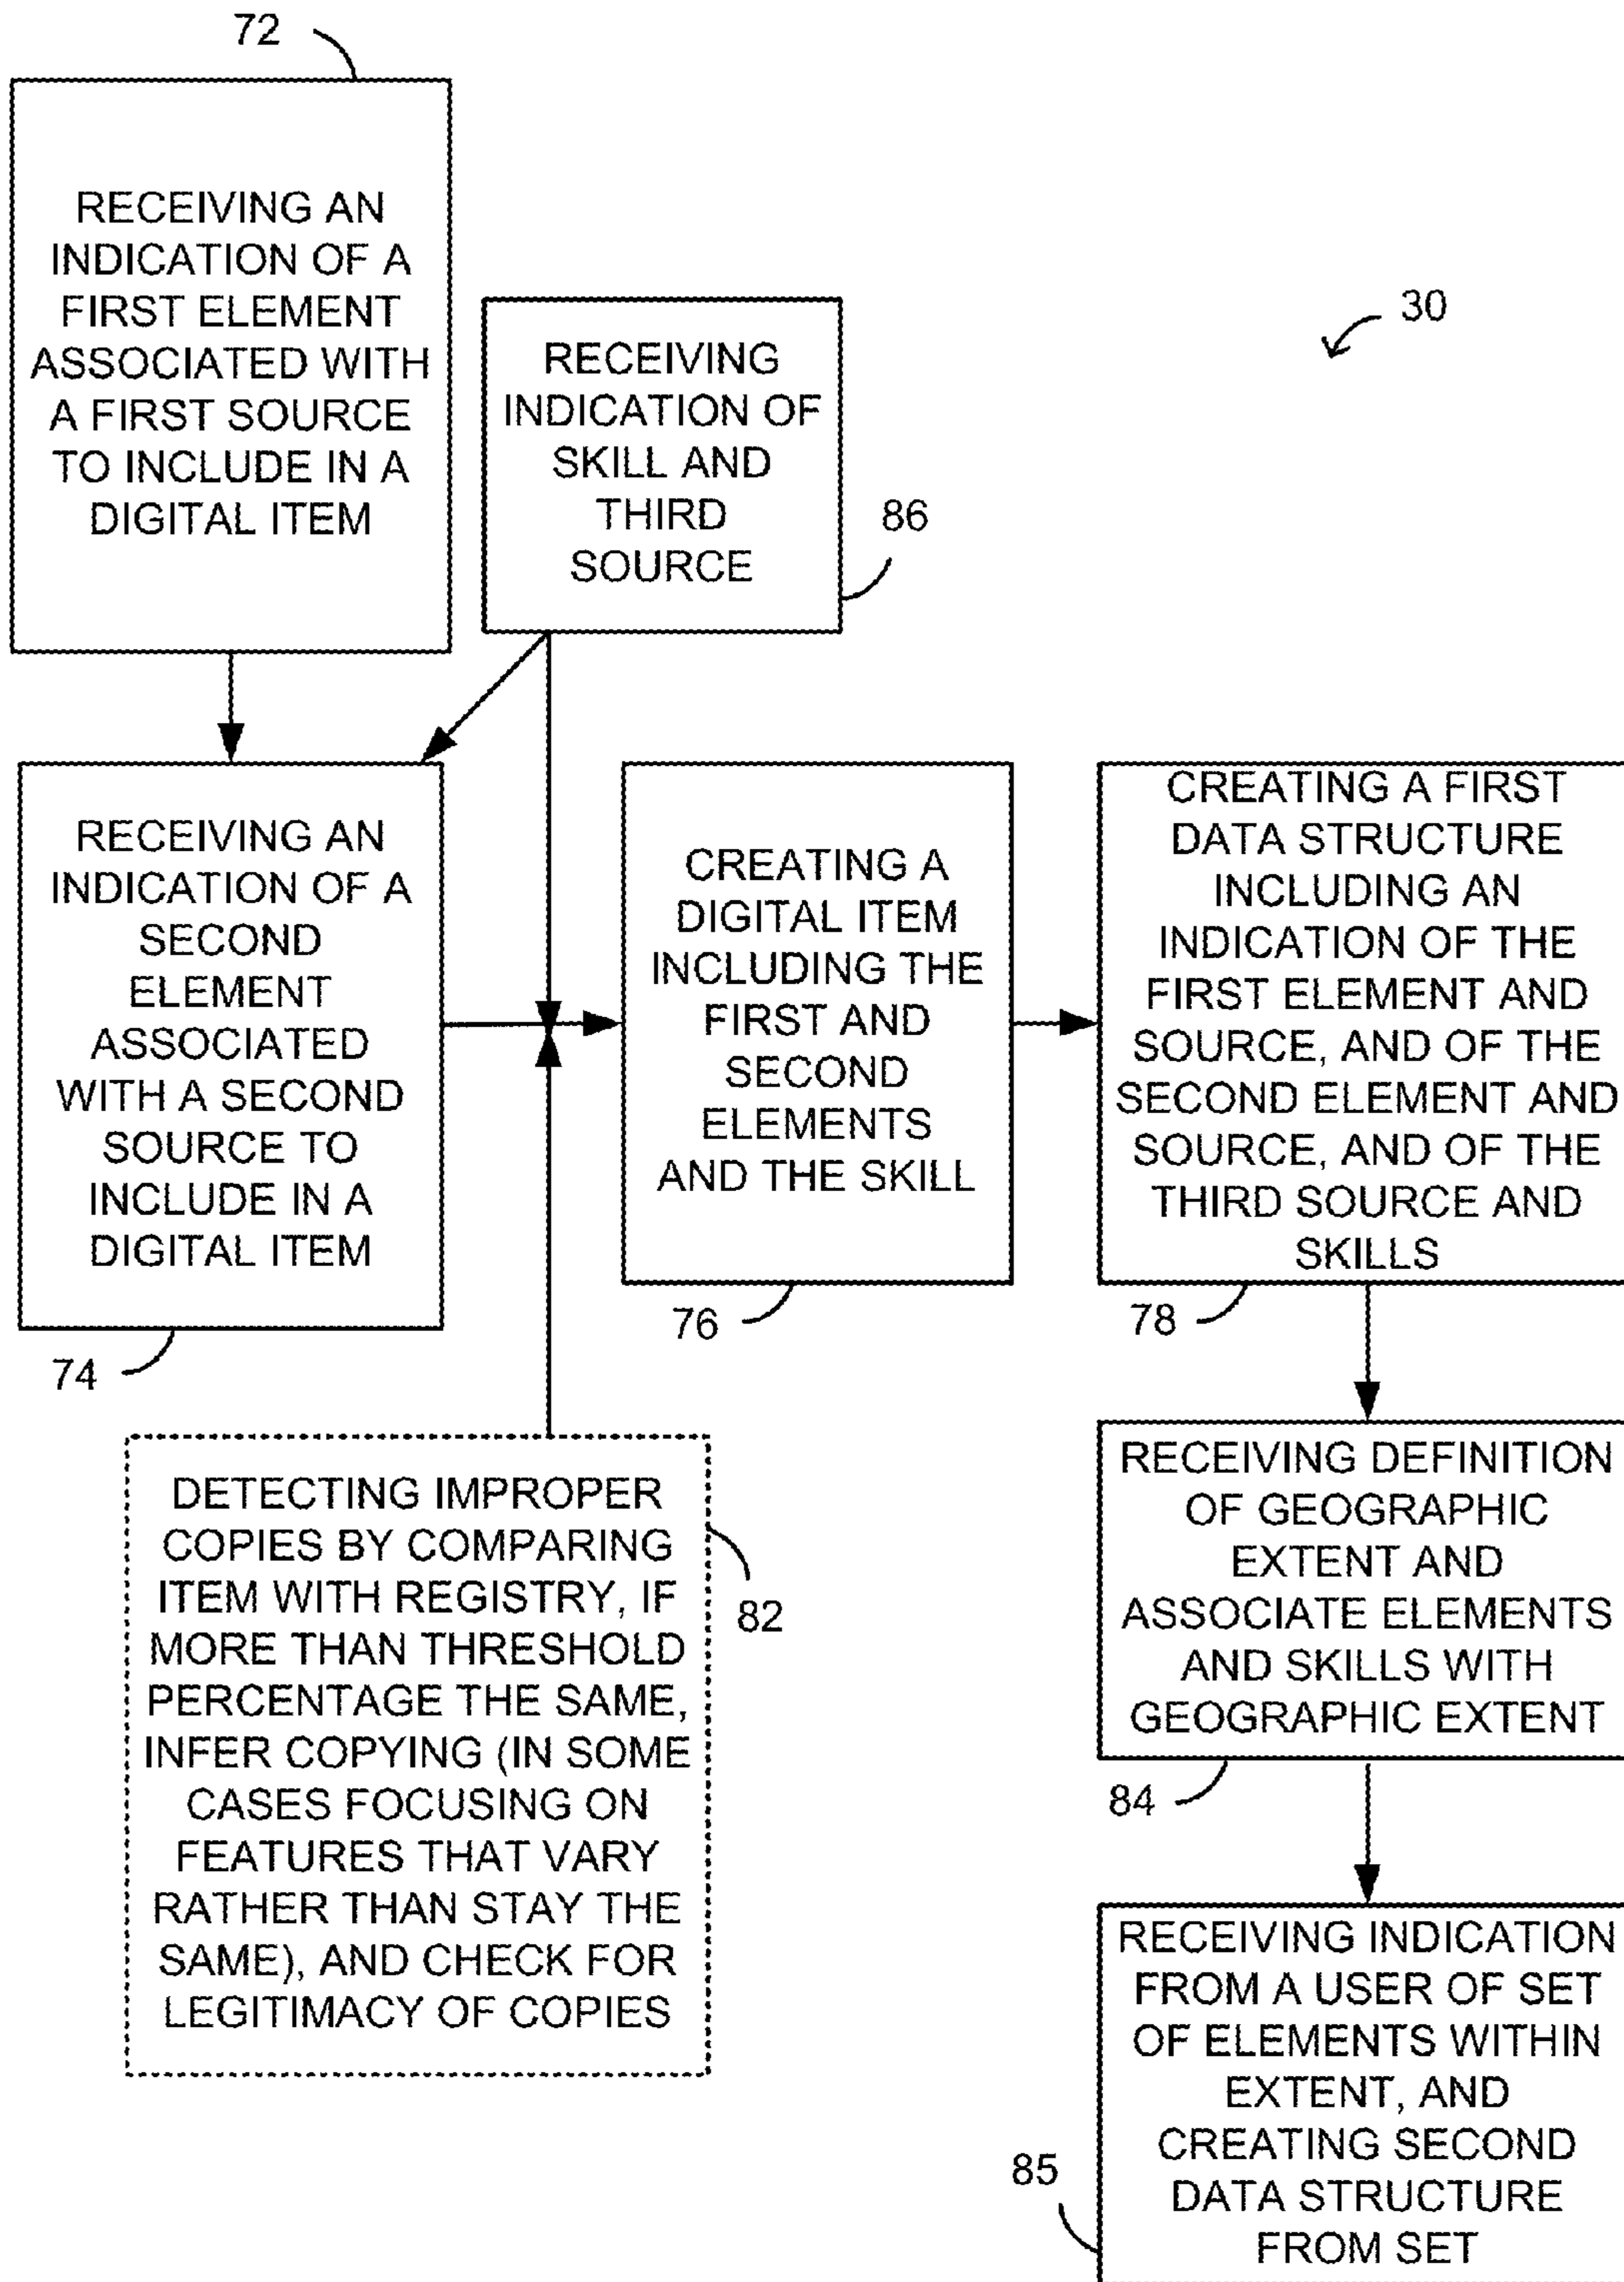 72
RECEIVING AN
INDICATION OF A
FIRST ELEMENT
ASSOCIATED WITH
A FIRST SOURCE
TO INCLUDE IN A
DIGITAL ITEM
30
RECEIVING
INDICATION OF
SKILL AND
THIRD
SOURCE
86
RECEIVING AN
INDICATION OF A
SECOND
ELEMENT
ASSOCIATED
WITH A SECOND
SOURCE TO
INCLUDE IN A
DIGITAL ITEM
74
CREATING A
DIGITAL ITEM
INCLUDING THE
FIRST AND
SECOND
ELEMENTS
AND THE SKILL
76
CREATING A FIRST
DATA STRUCTURE
INCLUDING AN
INDICATION OF THE
FIRST ELEMENT AND
SOURCE, AND OF THE
SECOND ELEMENT AND
SOURCE, AND OF THE
THIRD SOURCE AND
SKILLS
78
DETECTING IMPROPER
COPIES BY COMPARING
ITEM WITH REGISTRY, IF
MORE THAN THRESHOLD
PERCENTAGE THE SAME,
INFER COPYING (IN SOME
CASES FOCUSING ON
FEATURES THAT VARY
RATHER THAN STAY THE
SAME), AND CHECK FOR
LEGITIMACY OF COPIES
82
RECEIVING DEFINITION
OF GEOGRAPHIC
EXTENT AND
ASSOCIATE ELEMENTS
AND SKILLS WITH
GEOGRAPHIC EXTENT
84
RECEIVING INDICATION
FROM A USER OF SET
OF ELEMENTS WITHIN
EXTENT, AND
CREATING SECOND
DATA STRUCTURE
FROM SET
85